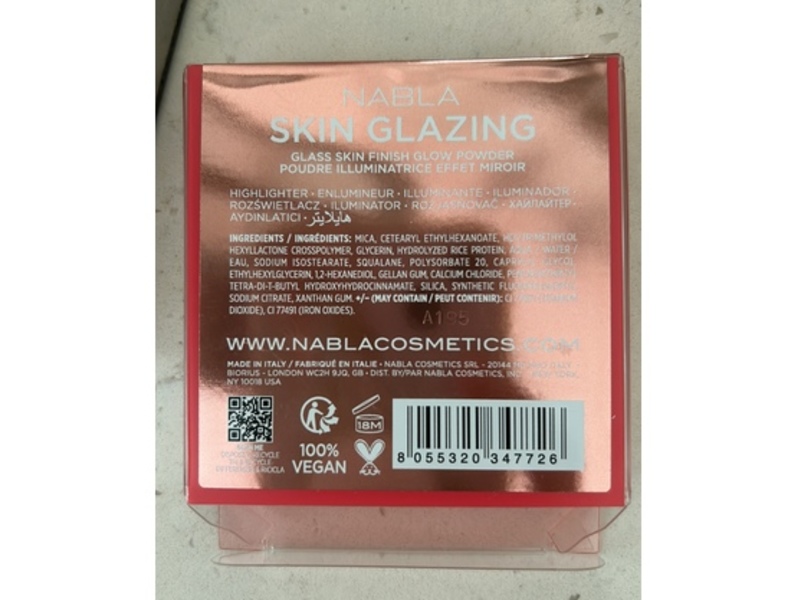 NABLA
SKIN GLAZING
GLASS SKIN FINISH GLOW POWDER
POUDRE ILLUMINATRICE EFFET MIROIR
HIGHLIGHTER • ENLUMINEUR • ILLUMINANTE • ILUMINADOR •
ROZŚWIETLACZ • ILUMINATOR • ХАЙЛАЙТЕР •
AYDINLATICI • هايلايتر
INGREDIENTS / INGRÉDIENTS: MICA, CETEARYL ETHYLHEXANOATE,
HEXYLLACTONE CROSSPOLYMER, GLYCERIN, HYDROLYZED RICE PROTEIN, WATER /
EAU, SODIUM ISOSTEARATE, SQUALANE, POLYSORBATE 20,
ETHYLHEXYLGLYCERIN, 1,2-HEXANEDIOL, GELLAN GUM, CALCIUM CHLORIDE,
TETRA-DI-T-BUTYL HYDROXYHYDROCINNAMATE, SILICA, SYNTHETIC
SODIUM CITRATE, XANTHAN GUM. +/- (MAY CONTAIN / PEUT CONTENIR):
DIOXIDE), CI 77491 (IRON OXIDES).
A195
WWW.NABLACOSMETICS.COM
MADE IN ITALY / FABRIQUÉ EN ITALIE • NABLA COSMETICS SRL - 20144
BIORIUS - LONDON WC2H 9JQ, GB • DIST. BY/PAR NABLA COSMETICS,
NY 10018 USA
18M
100%
VEGAN
8 055320 347726